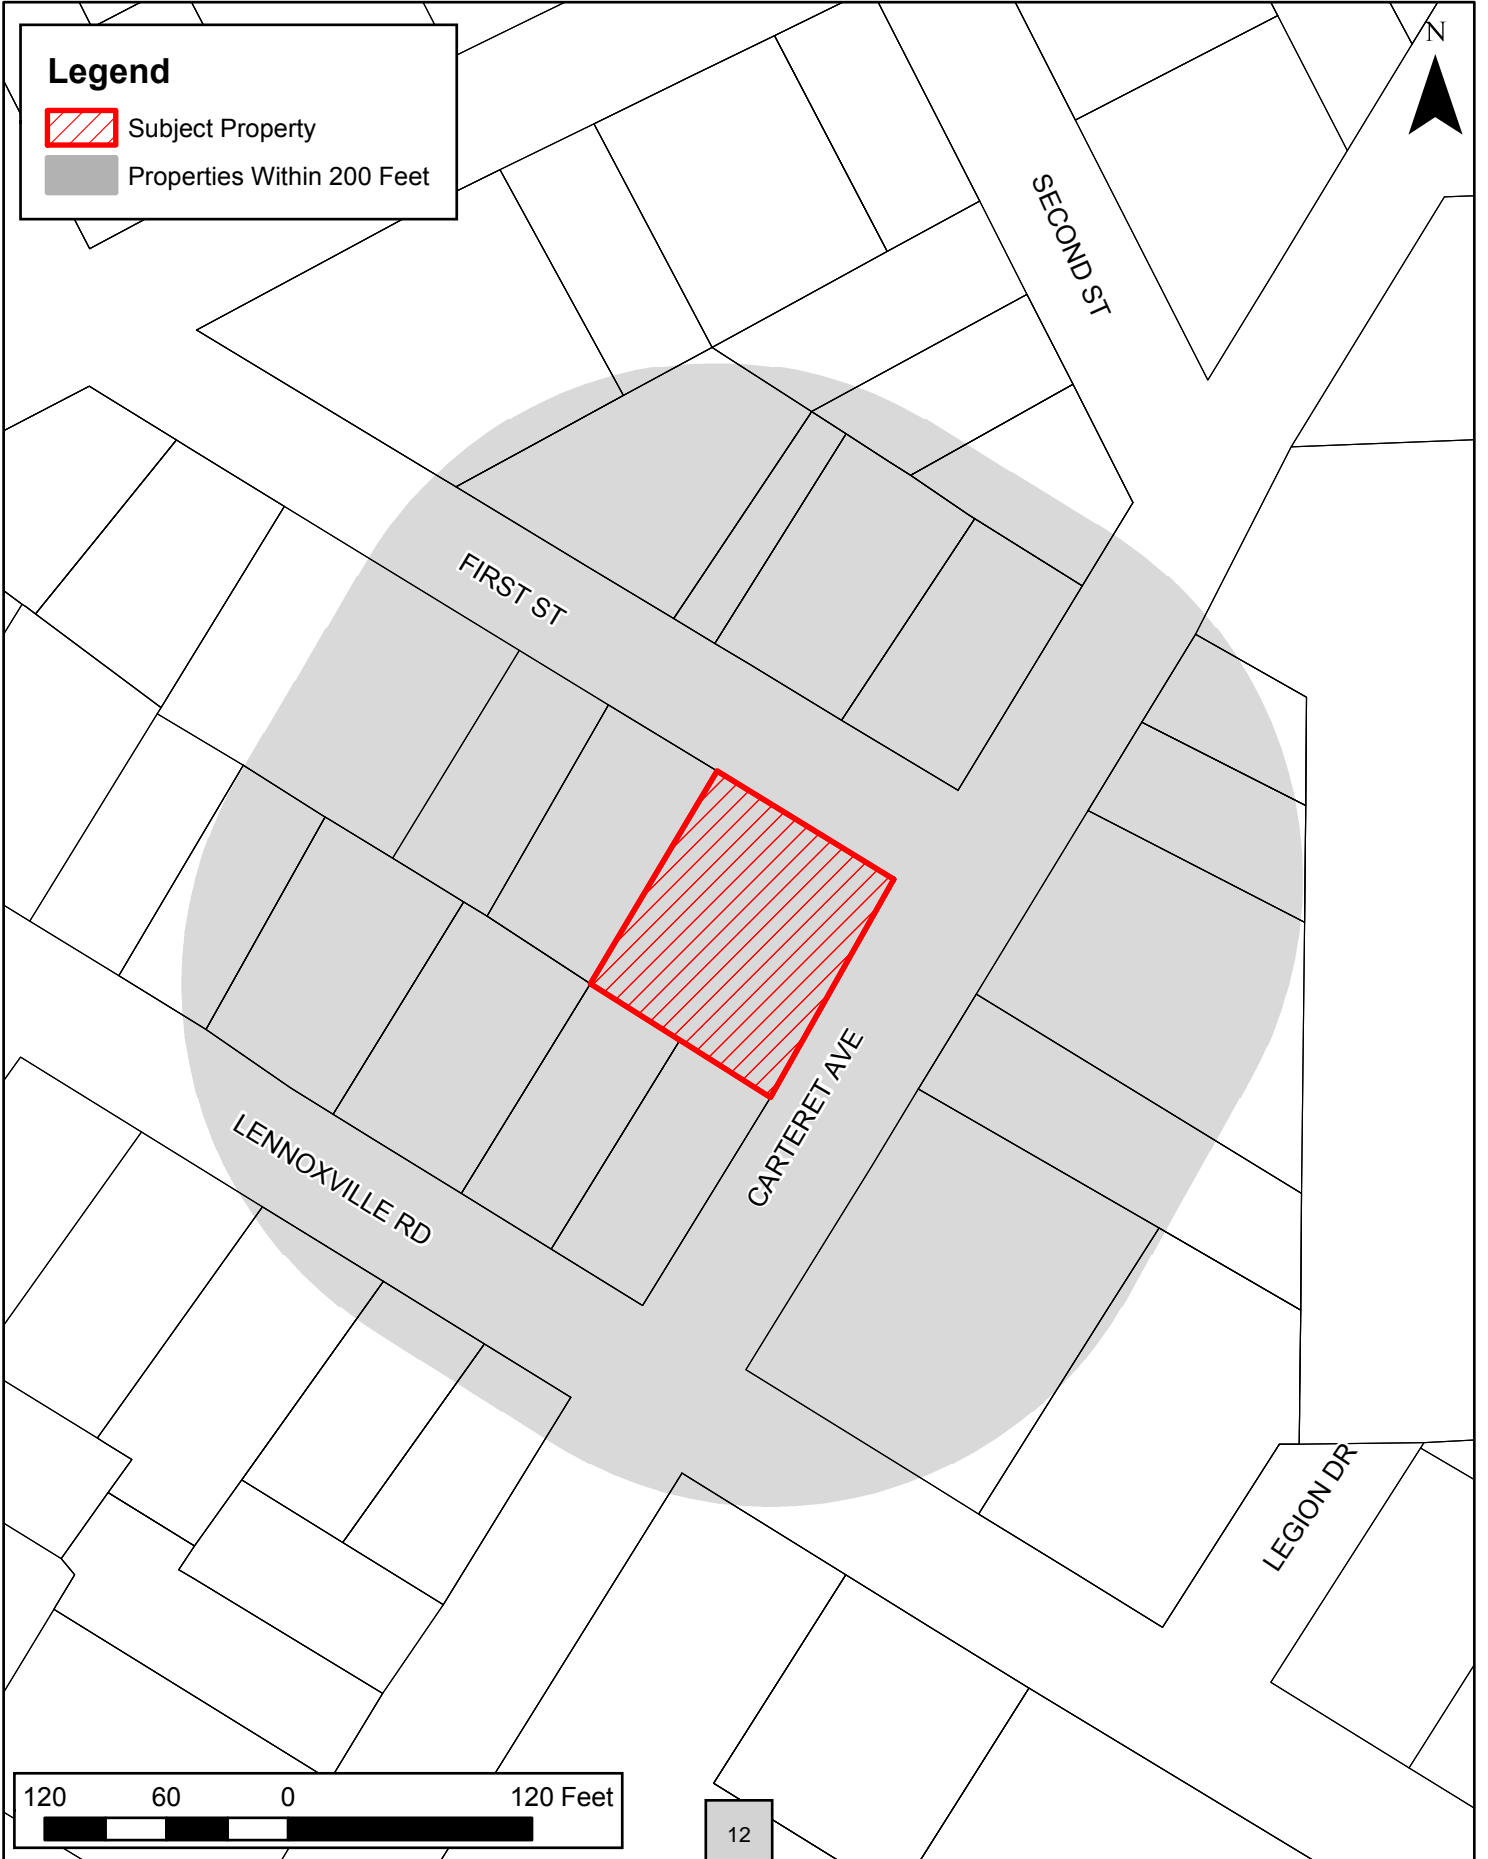 Legend
Subject Property
Properties Within 200 Feet
N
SECOND ST
FIRST ST
CARTERET AVE
LENNOXVILLE RD
LEGION DR
120 60 0 120 Feet
12